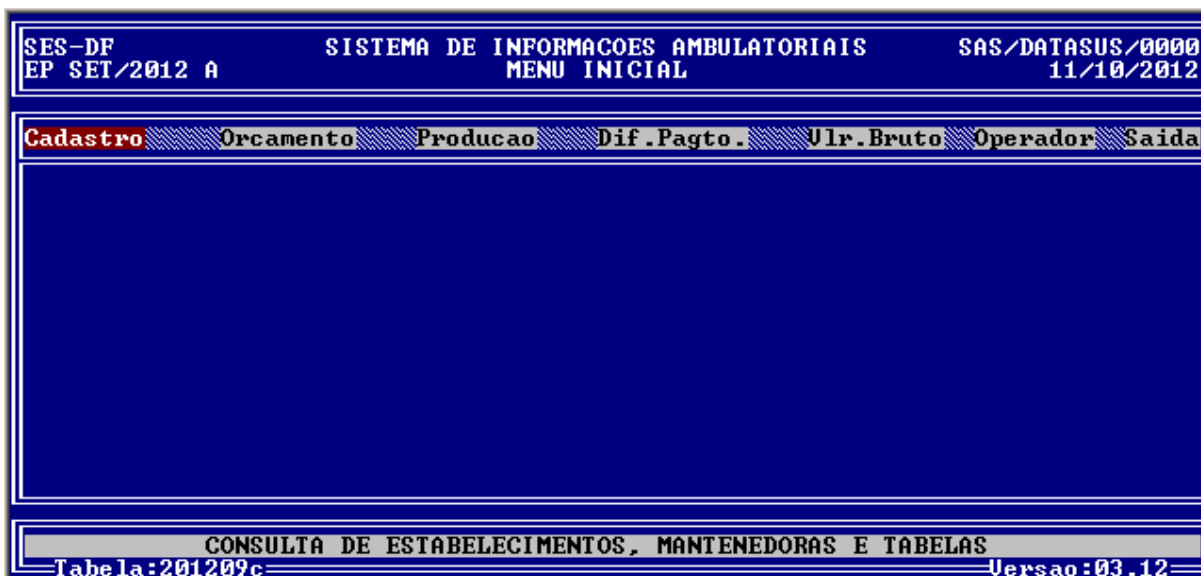 SES-DF SISTEMA DE INFORMACOES AMBULATORIAIS SAS/DATASUS/0000
EP SET/2012 A MENU INICIAL 11/10/2012
Cadastro Orcamento Producao Dif.Pagto. Vlr.Bruto Operador Saida
CONSULTA DE ESTABELECIMENTOS, MANTENEDORAS E TABELAS
Tabela:201209c Versao:03.12